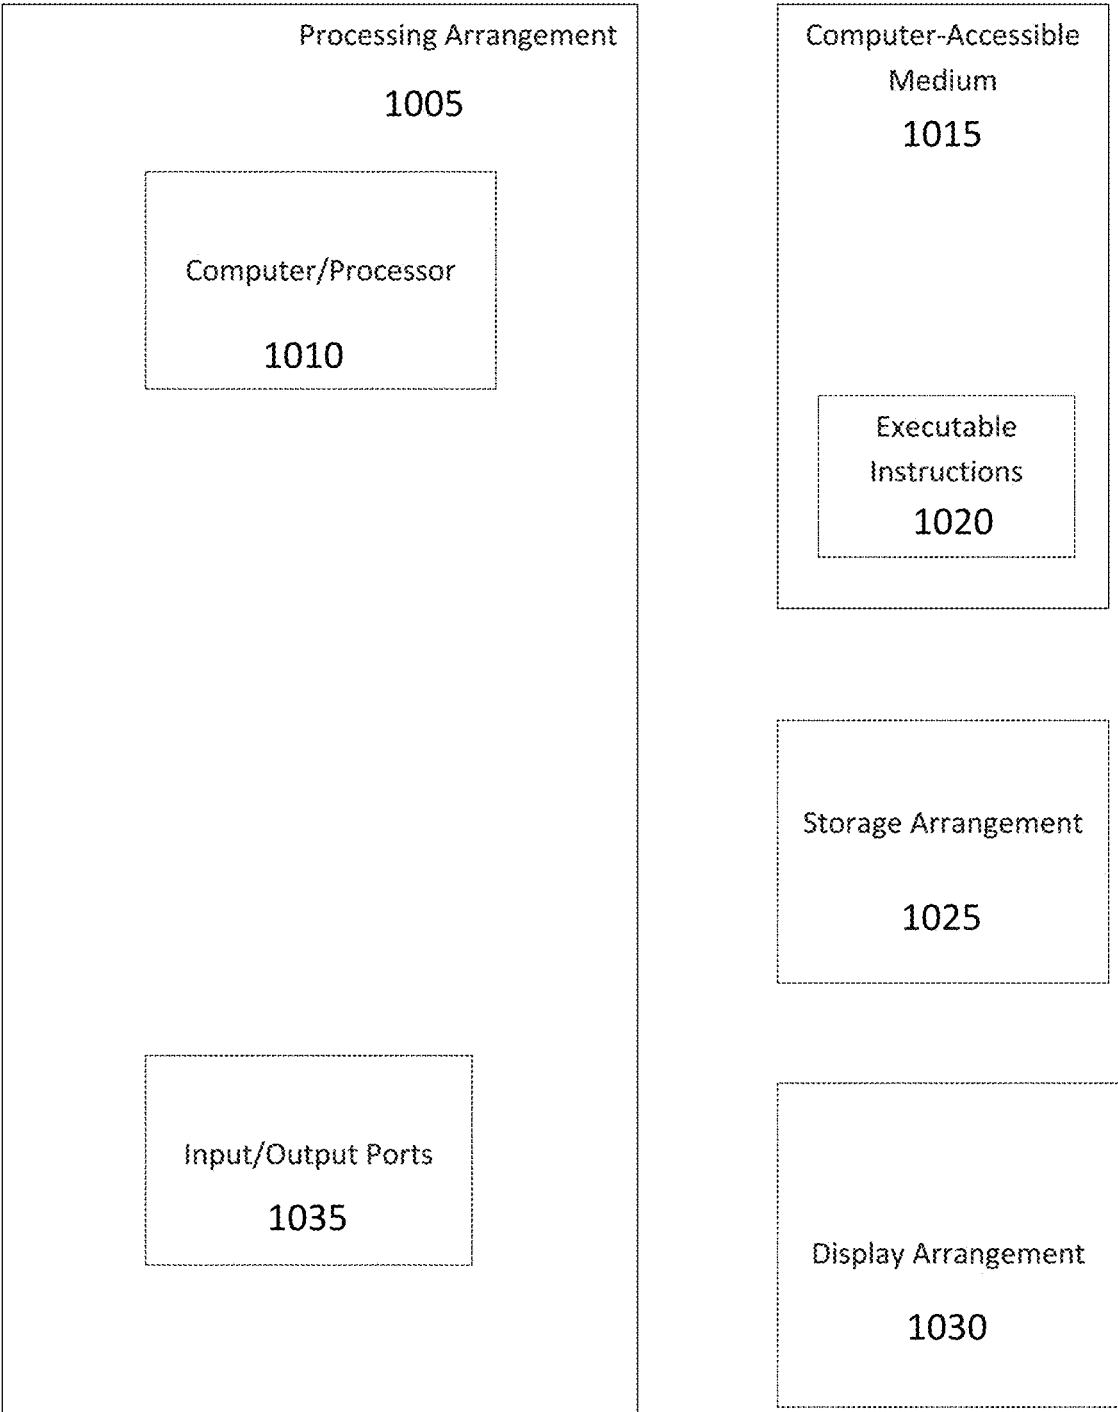 Processing Arrangement
1005
Computer/Processor
1010
Input/Output Ports
1035
Computer-Accessible
Medium
1015
Executable
Instructions
1020
Storage Arrangement
1025
Display Arrangement
1030